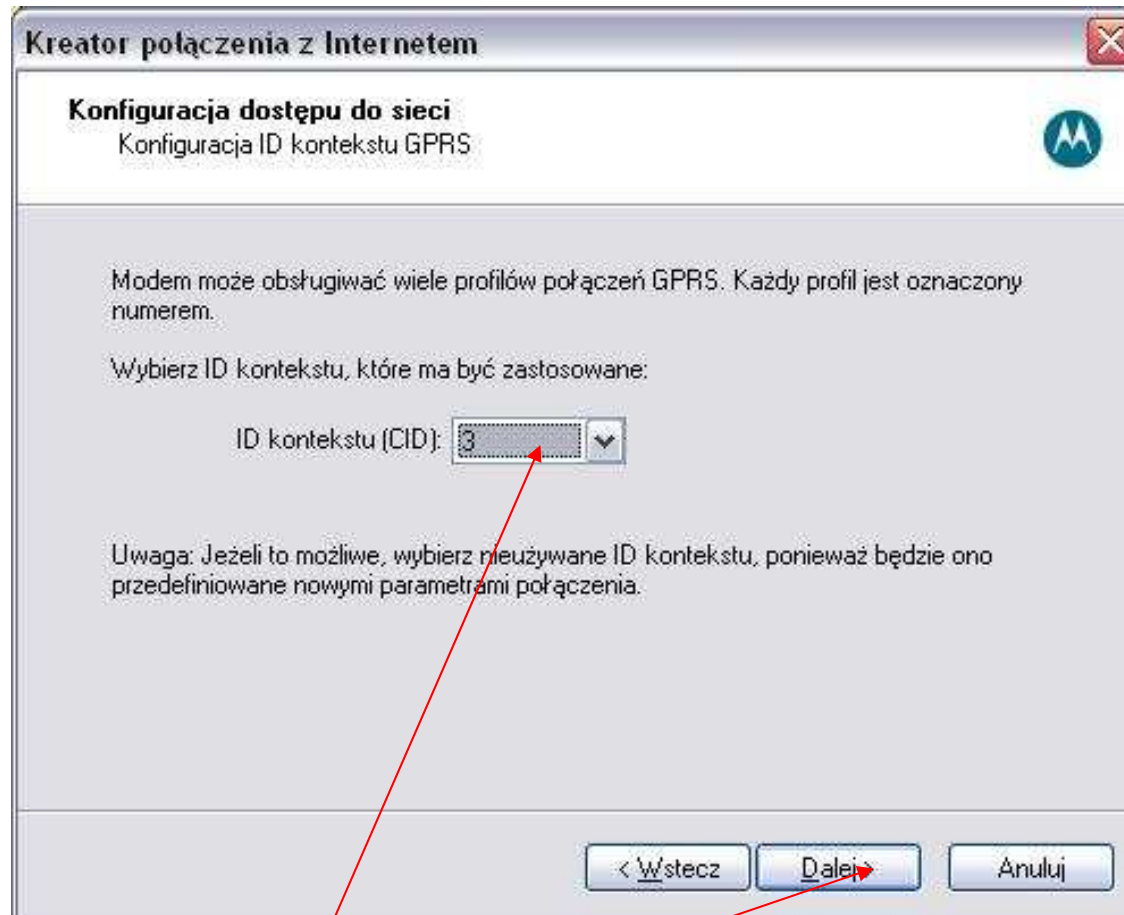 Kreator połączenia z Internetem
Konfiguracja dostępu do sieci
Konfiguracja ID kontekstu GPRS
Modem może obsługiwać wiele profilów połączeń GPRS. Każdy profil jest oznaczony
numerem.
Wybierz ID kontekstu, które ma być zastosowane:
ID kontekstu (CID): 3
Uwaga: Jeżeli to możliwe, wybierz nieużywane ID kontekstu, ponieważ będzie ono
przedefiniowane nowymi parametrami połączenia.
< Wstecz Dalej > Anuluj